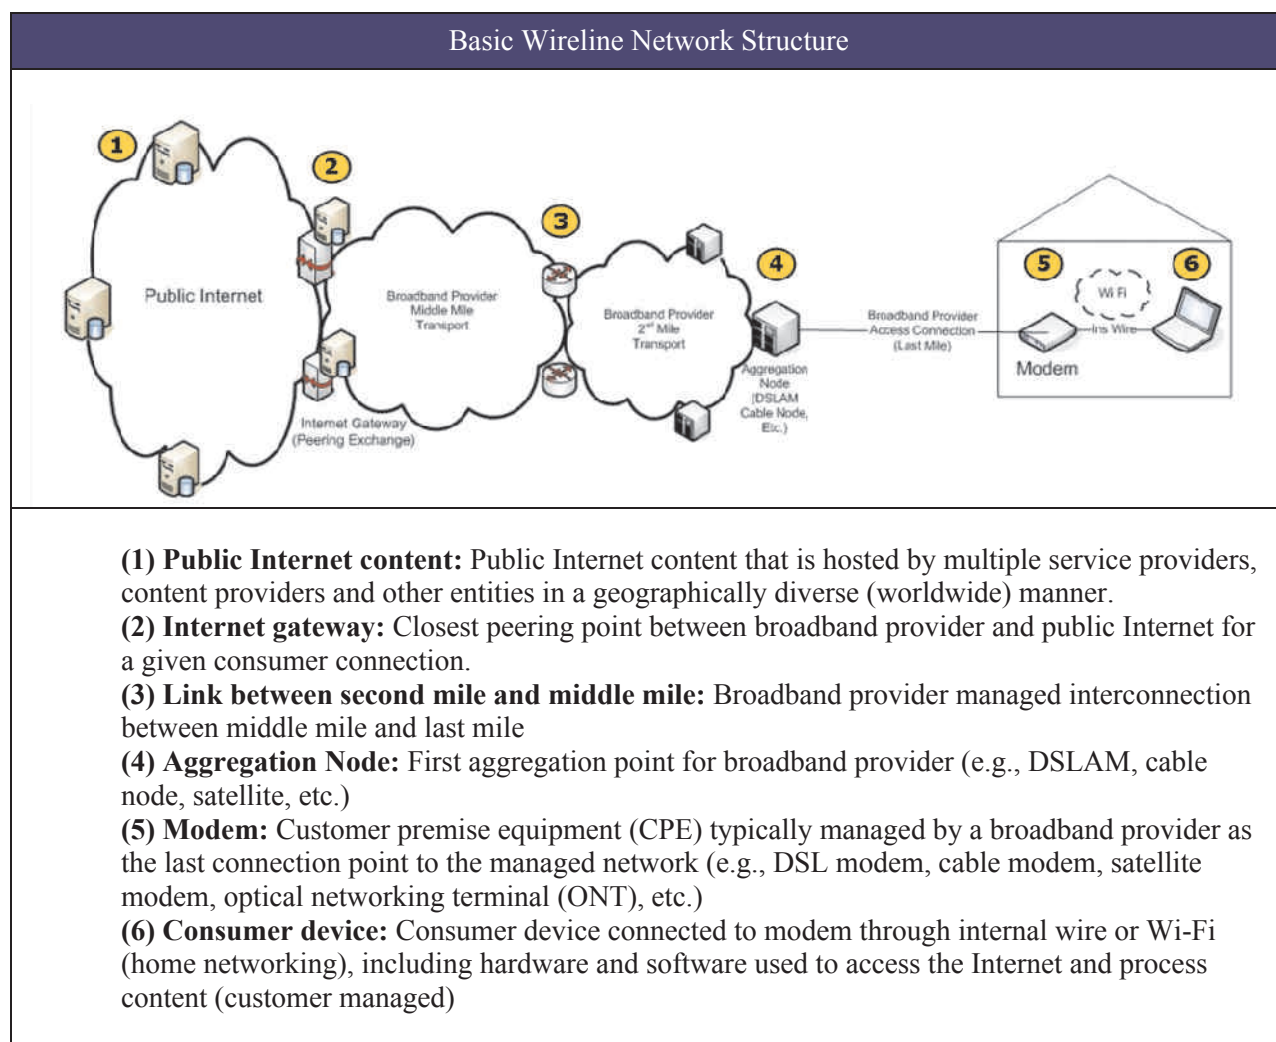 Basic Wireline Network Structure
1
2
3
4
5
6
Public Internet
Broadband Provider
Middle Mile
Transport
Broadband Provider
2nd Mile
Transport
Internet Gateway
(Peering Exchange)
Aggregation
Node
(DSLAM
Cable Node,
Etc.)
Broadband Provider
Access Connection
(Last Mile)
Wi Fi
Ins Wire
Modem
(1) Public Internet content: Public Internet content that is hosted by multiple service providers,
content providers and other entities in a geographically diverse (worldwide) manner.
(2) Internet gateway: Closest peering point between broadband provider and public Internet for
a given consumer connection.
(3) Link between second mile and middle mile: Broadband provider managed interconnection
between middle mile and last mile
(4) Aggregation Node: First aggregation point for broadband provider (e.g., DSLAM, cable
node, satellite, etc.)
(5) Modem: Customer premise equipment (CPE) typically managed by a broadband provider as
the last connection point to the managed network (e.g., DSL modem, cable modem, satellite
modem, optical networking terminal (ONT), etc.)
(6) Consumer device: Consumer device connected to modem through internal wire or Wi-Fi
(home networking), including hardware and software used to access the Internet and process
content (customer managed)